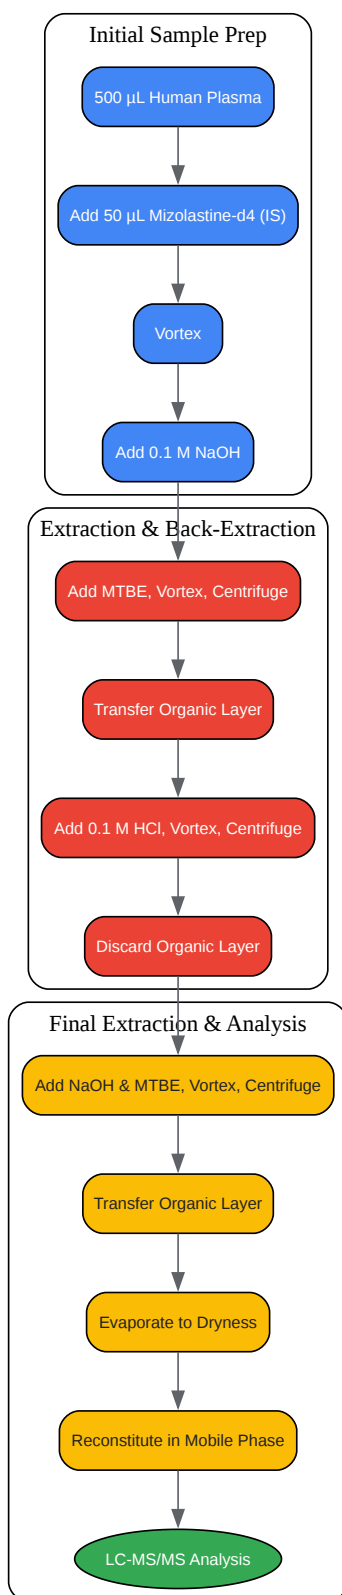 Initial Sample Prep
500 µL Human Plasma
Add 50 µL Mizolastine-d4 (IS)
Vortex
Add 0.1 M NaOH
Extraction & Back-Extraction
Add MTBE, Vortex, Centrifuge
Transfer Organic Layer
Add 0.1 M HCl, Vortex, Centrifuge
Discard Organic Layer
Final Extraction & Analysis
Add NaOH & MTBE, Vortex, Centrifuge
Transfer Organic Layer
Evaporate to Dryness
Reconstitute in Mobile Phase
LC-MS/MS Analysis